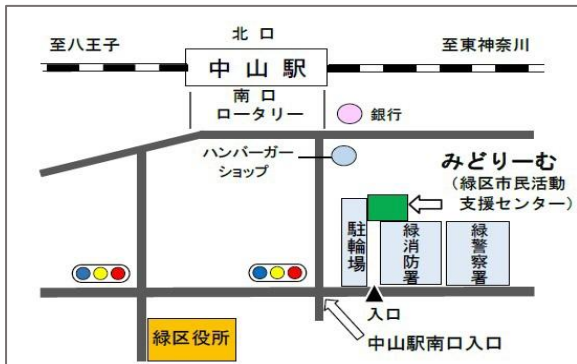 北口
至八王子
中山駅
至東神奈川
南口
ロータリー
銀行
ハンバーガー
ショップ
みどりーむ
（緑区市民活動
支援センター）
駐輪場
緑消防署
緑警察署
入口
緑区役所
中山駅南口入口